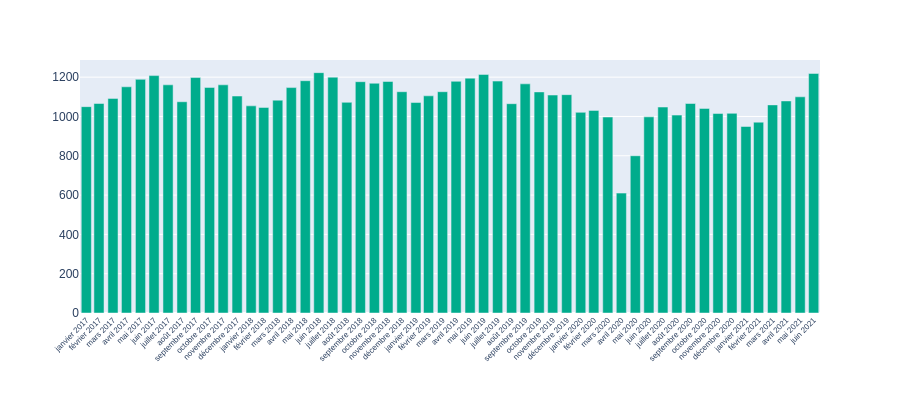 1200
1000
800
600
400
200
0
janvier 2017
février 2017
mars 2017
avril 2017
mai 2017
juin 2017
juillet 2017
août 2017
septembre 2017
octobre 2017
novembre 2017
décembre 2017
janvier 2018
février 2018
mars 2018
avril 2018
mai 2018
juin 2018
juillet 2018
août 2018
septembre 2018
octobre 2018
novembre 2018
décembre 2018
janvier 2019
février 2019
mars 2019
avril 2019
mai 2019
juin 2019
juillet 2019
août 2019
septembre 2019
octobre 2019
novembre 2019
décembre 2019
janvier 2020
février 2020
mars 2020
avril 2020
mai 2020
juin 2020
juillet 2020
août 2020
septembre 2020
octobre 2020
novembre 2020
décembre 2020
janvier 2021
février 2021
mars 2021
avril 2021
mai 2021
juin 2021